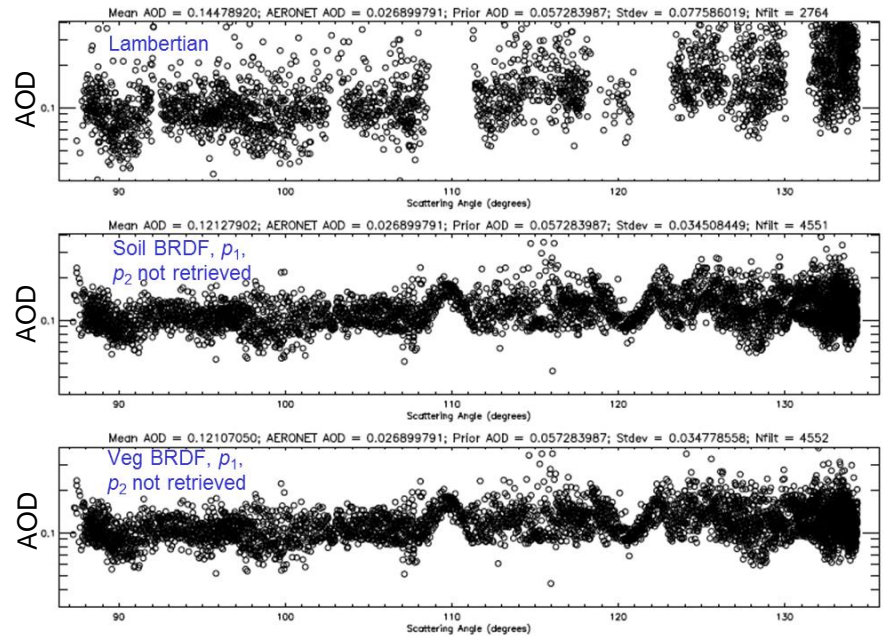 Mean AOD = 0.14478920; AERONET AOD = 0.026899791; Prior AOD = 0.057283987; Stdev = 0.077586019; Nfilt = 2764
Lambertian
AOD
0.1
90 100 110 120 130
Scattering Angle (degrees)
Mean AOD = 0.12127902; AERONET AOD = 0.026899791; Prior AOD = 0.057283987; Stdev = 0.034508449; Nfilt = 4551
Soil BRDF, p1,
p2 not retrieved
AOD
0.1
90 100 110 120 130
Scattering Angle (degrees)
Mean AOD = 0.12107050; AERONET AOD = 0.026899791; Prior AOD = 0.057283987; Stdev = 0.034778558; Nfilt = 4552
Veg BRDF, p1,
p2 not retrieved
AOD
0.1
90 100 110 120 130
Scattering Angle (degrees)